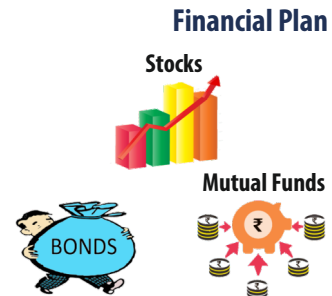 Financial Plan
Stocks
Mutual Funds
BONDS
₹
₹
₹
₹
₹
₹